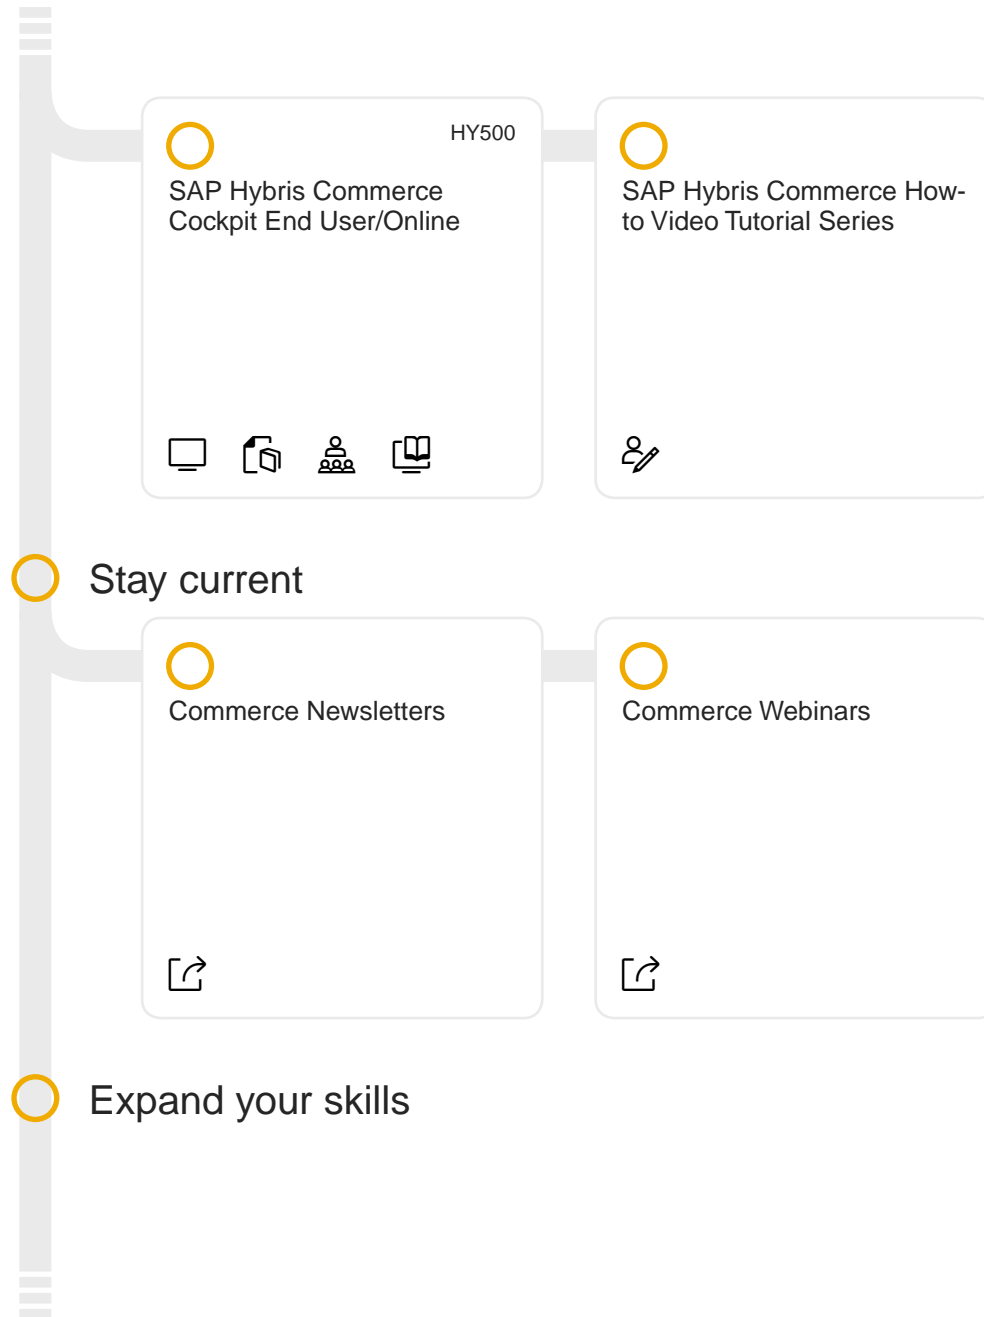 HY500
SAP Hybris Commerce
Cockpit End User/Online
SAP Hybris Commerce How-
to Video Tutorial Series
Stay current
Commerce Newsletters
Commerce Webinars
Expand your skills